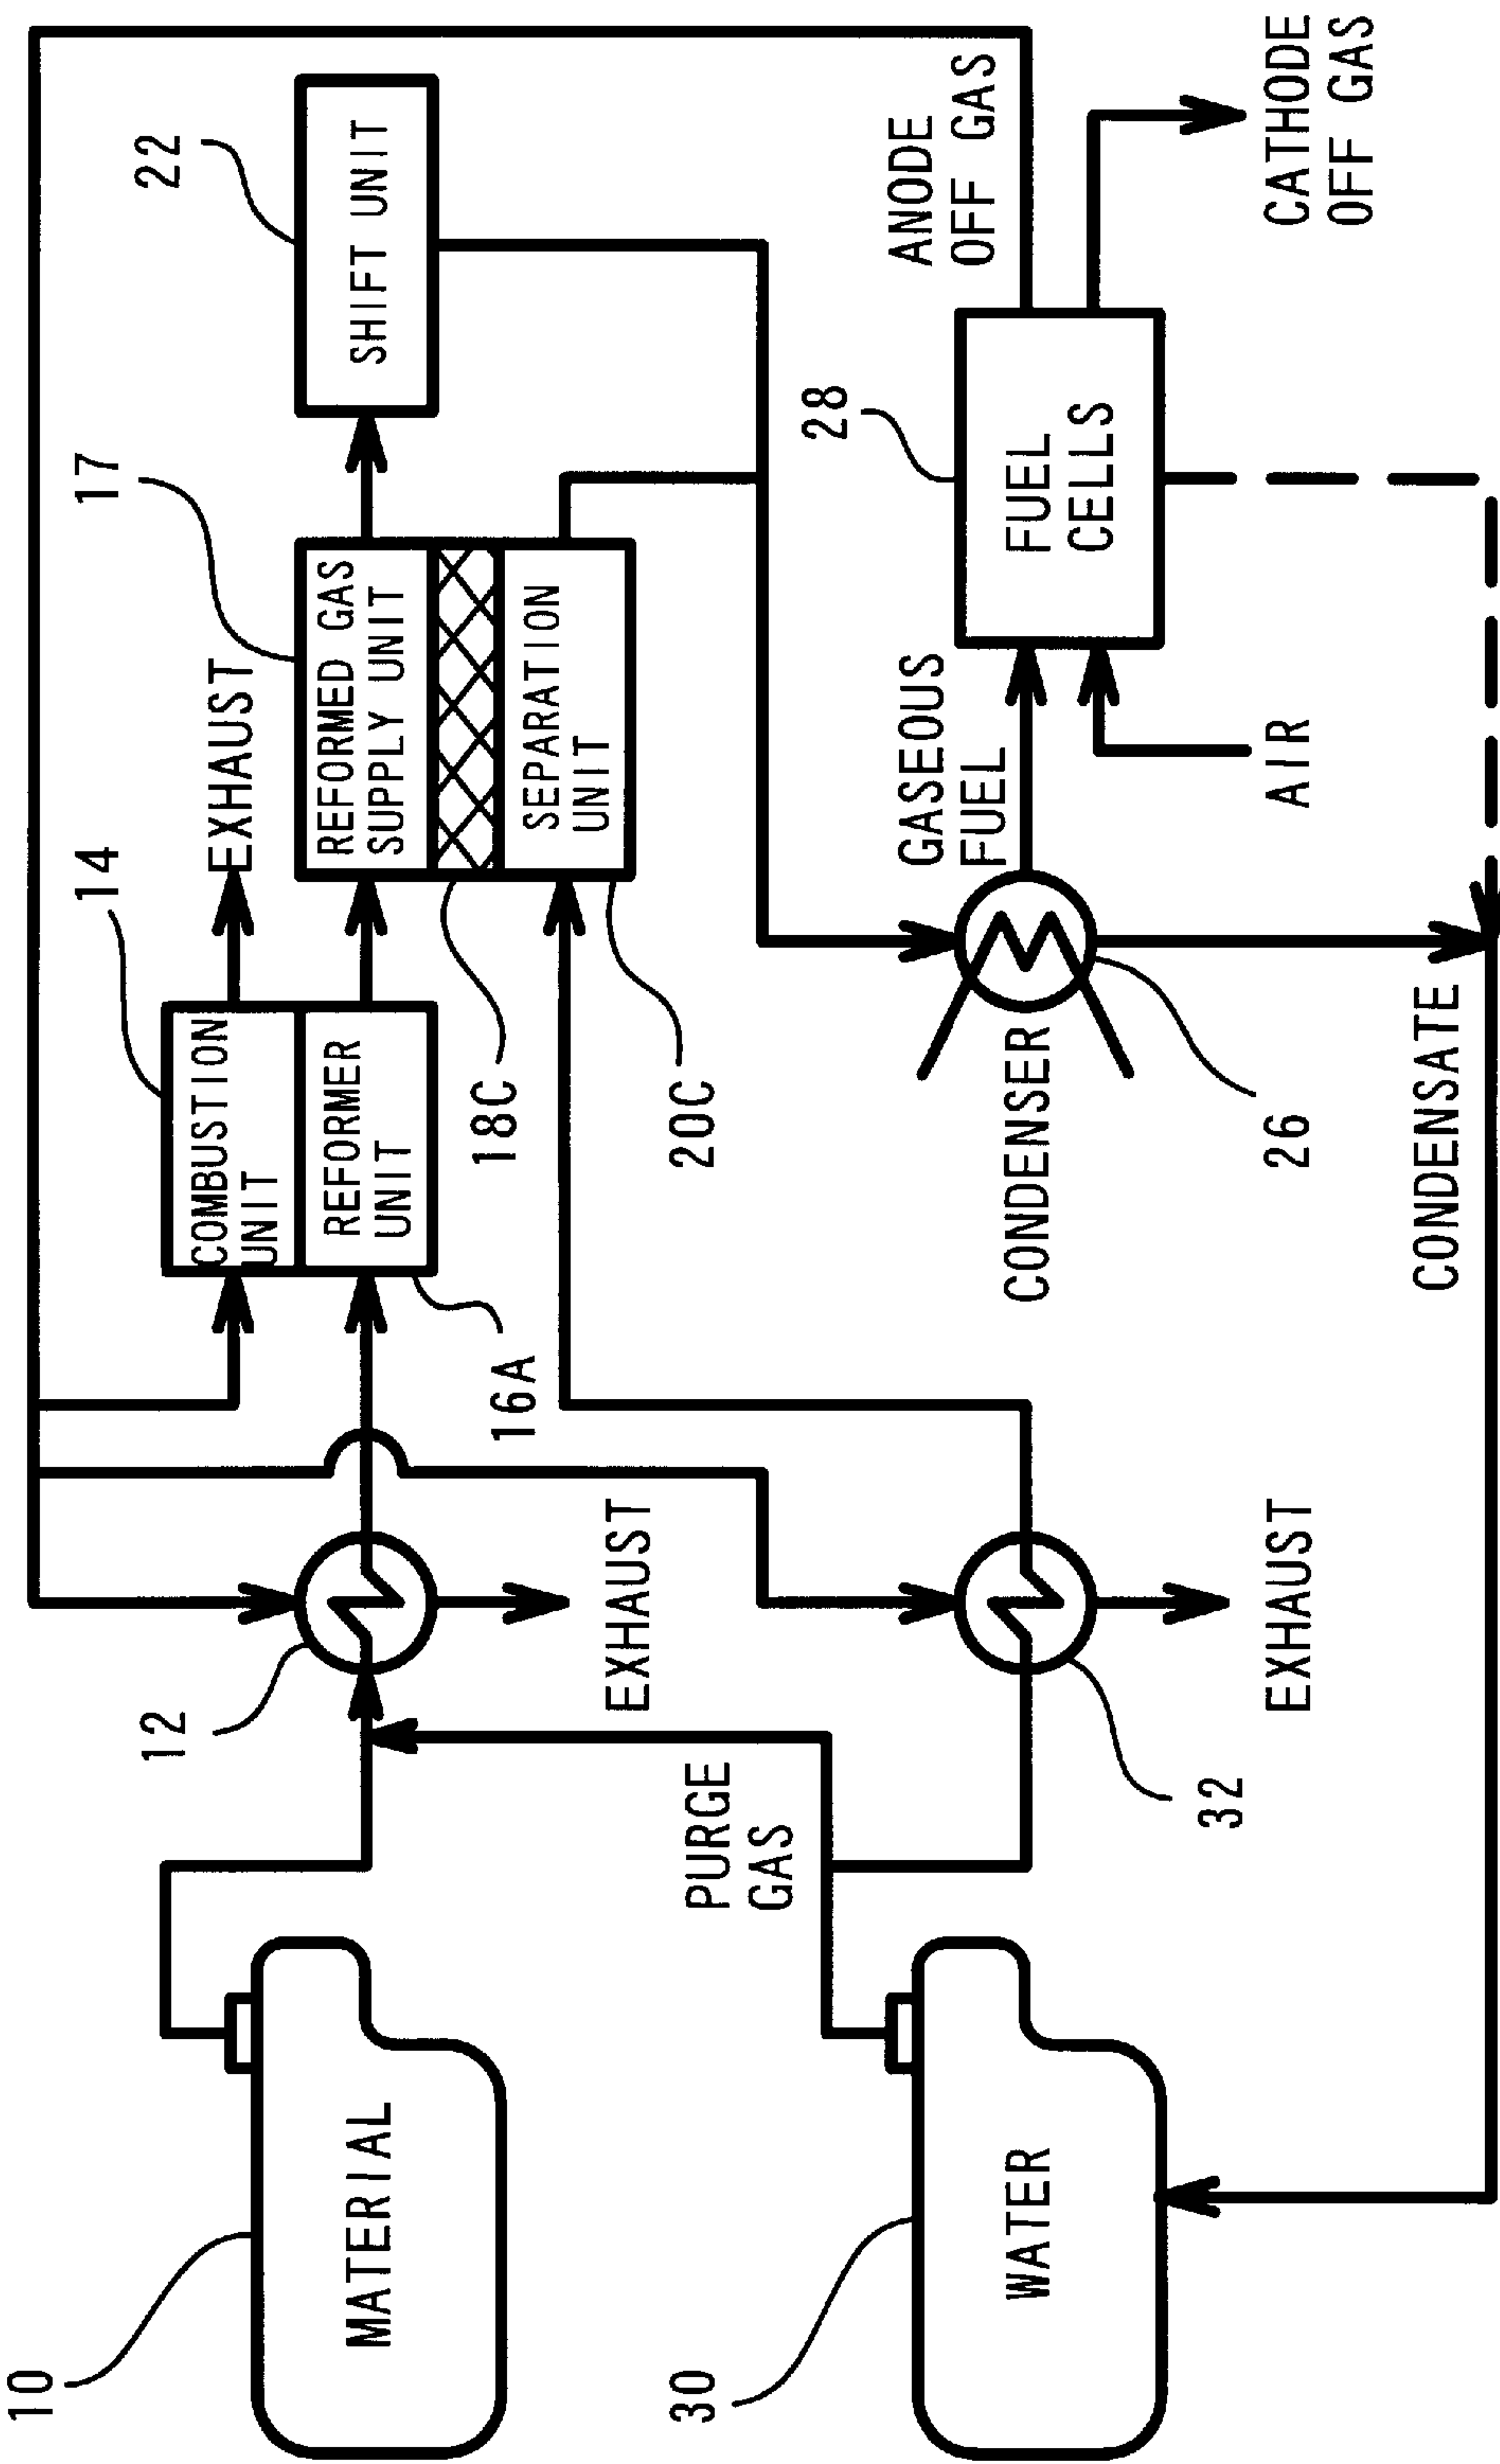 10
MATERIAL
12
EXHAUST
14
COMBUSTION
UNIT
REFORMER
UNIT
16A
EXHAUST
17
REFORMED GAS
SUPPLY UNIT
SEPARATION
UNIT
18C
20C
22
SHIFT UNIT
30
WATER
PURGE
GAS
32
EXHAUST
CONDENSER
26
GASEOUS
FUEL
AIR
28
FUEL
CELLS
ANODE
OFF GAS
CATHODE
OFF GAS
CONDENSATE